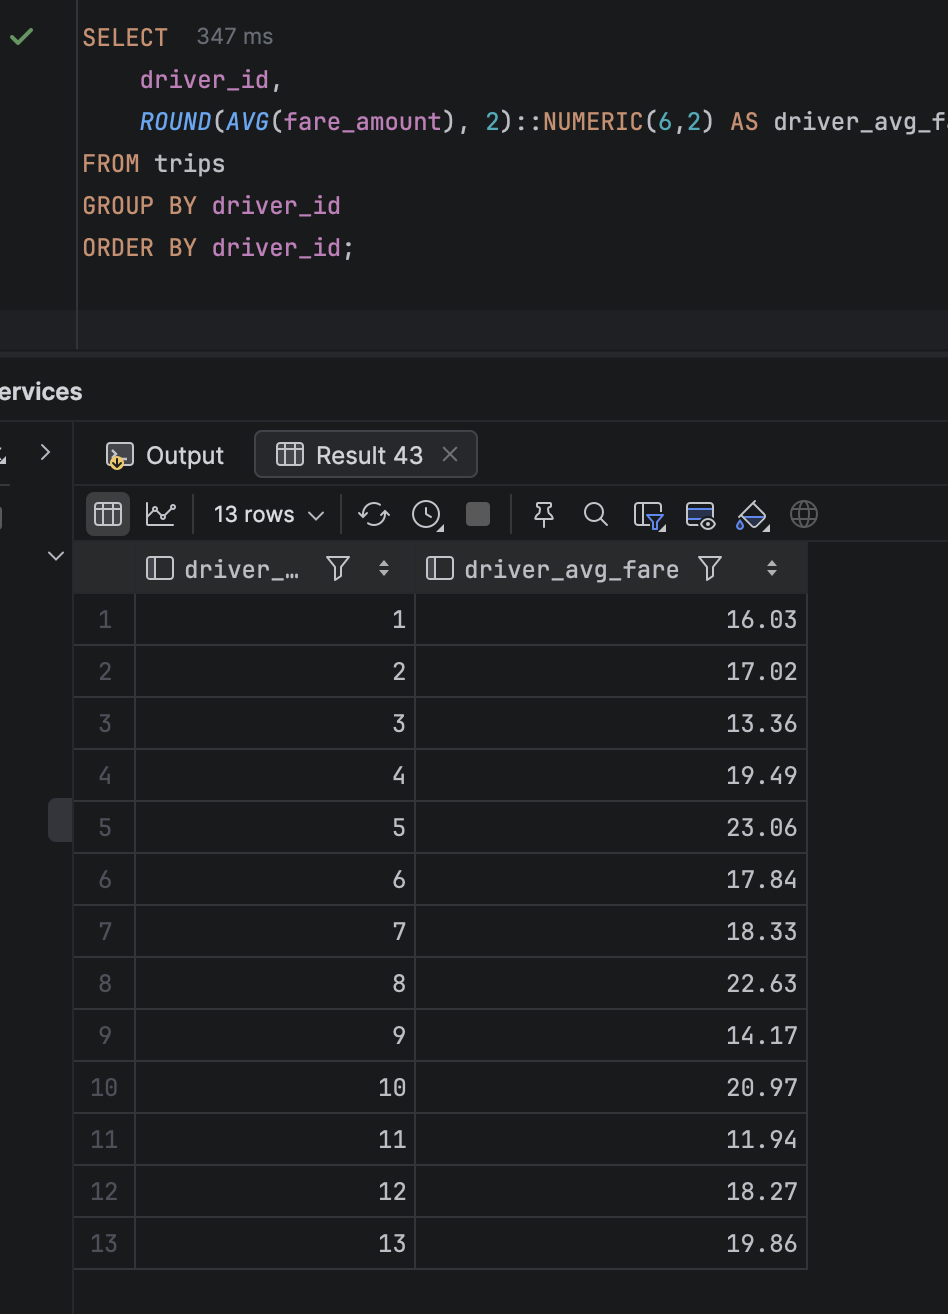 SELECT 347 ms
driver_id,
ROUND(AVG(fare_amount), 2)::NUMERIC(6,2) AS driver_avg_f
FROM trips
GROUP BY driver_id
ORDER BY driver_id;
ervices
Output Result 43
13 rows
driver_… driver_avg_fare
1 1 16.03
2 2 17.02
3 3 13.36
4 4 19.49
5 5 23.06
6 6 17.84
7 7 18.33
8 8 22.63
9 9 14.17
10 10 20.97
11 11 11.94
12 12 18.27
13 13 19.86